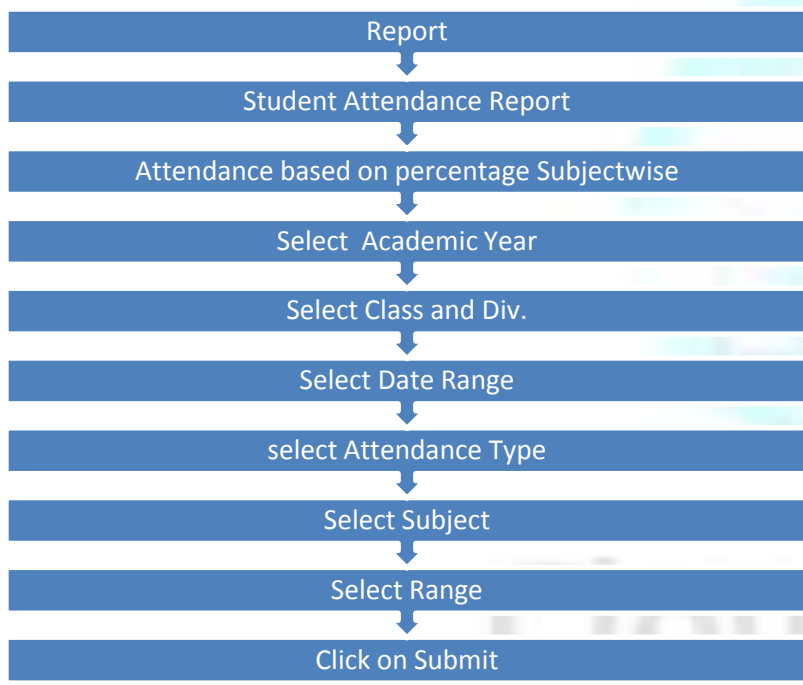 Report
Student Attendance Report
Attendance based on percentage Subjectwise
Select Academic Year
Select Class and Div.
Select Date Range
select Attendance Type
Select Subject
Select Range
Click on Submit